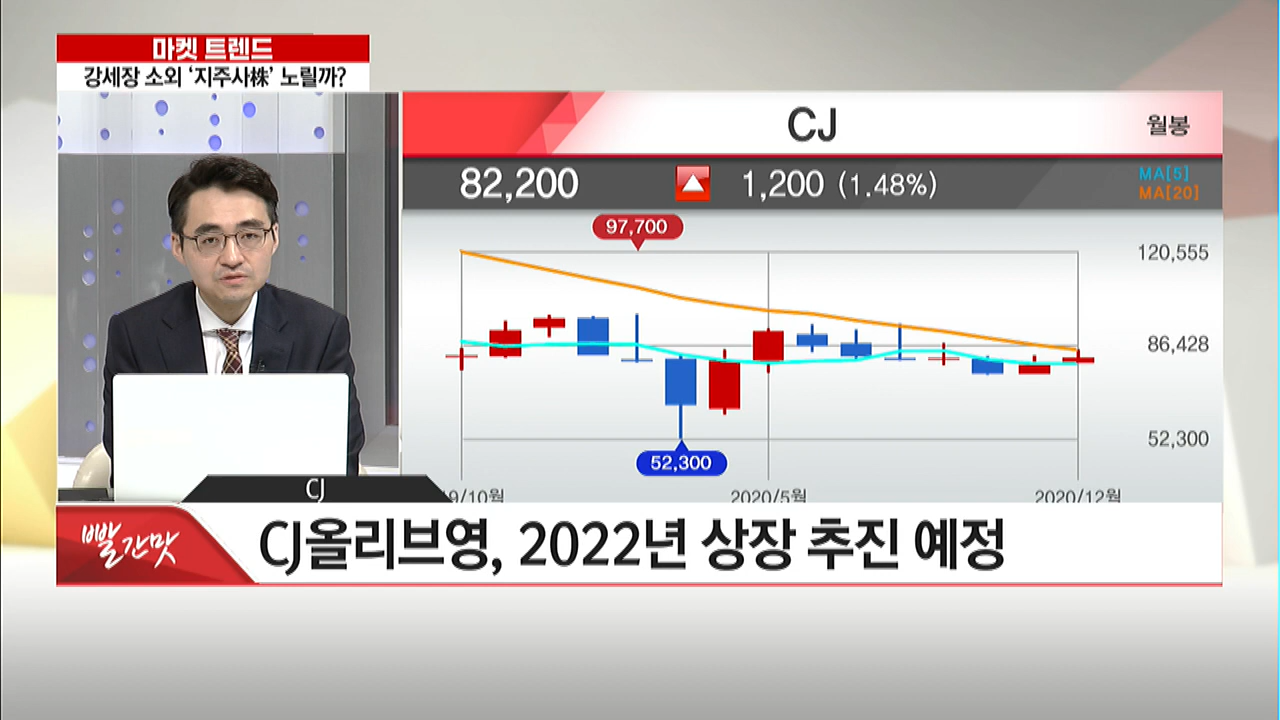 마켓 트렌드
강세장 소외 ‘지주사株’ 노릴까?
CJ
월봉
82,200 1,200 (1.48%)
MA[5]
MA[20]
97,700
120,555
86,428
52,300
52,300
9/10월 2020/5월 2020/12월
CJ
빨간맛
CJ올리브영, 2022년 상장 추진 예정